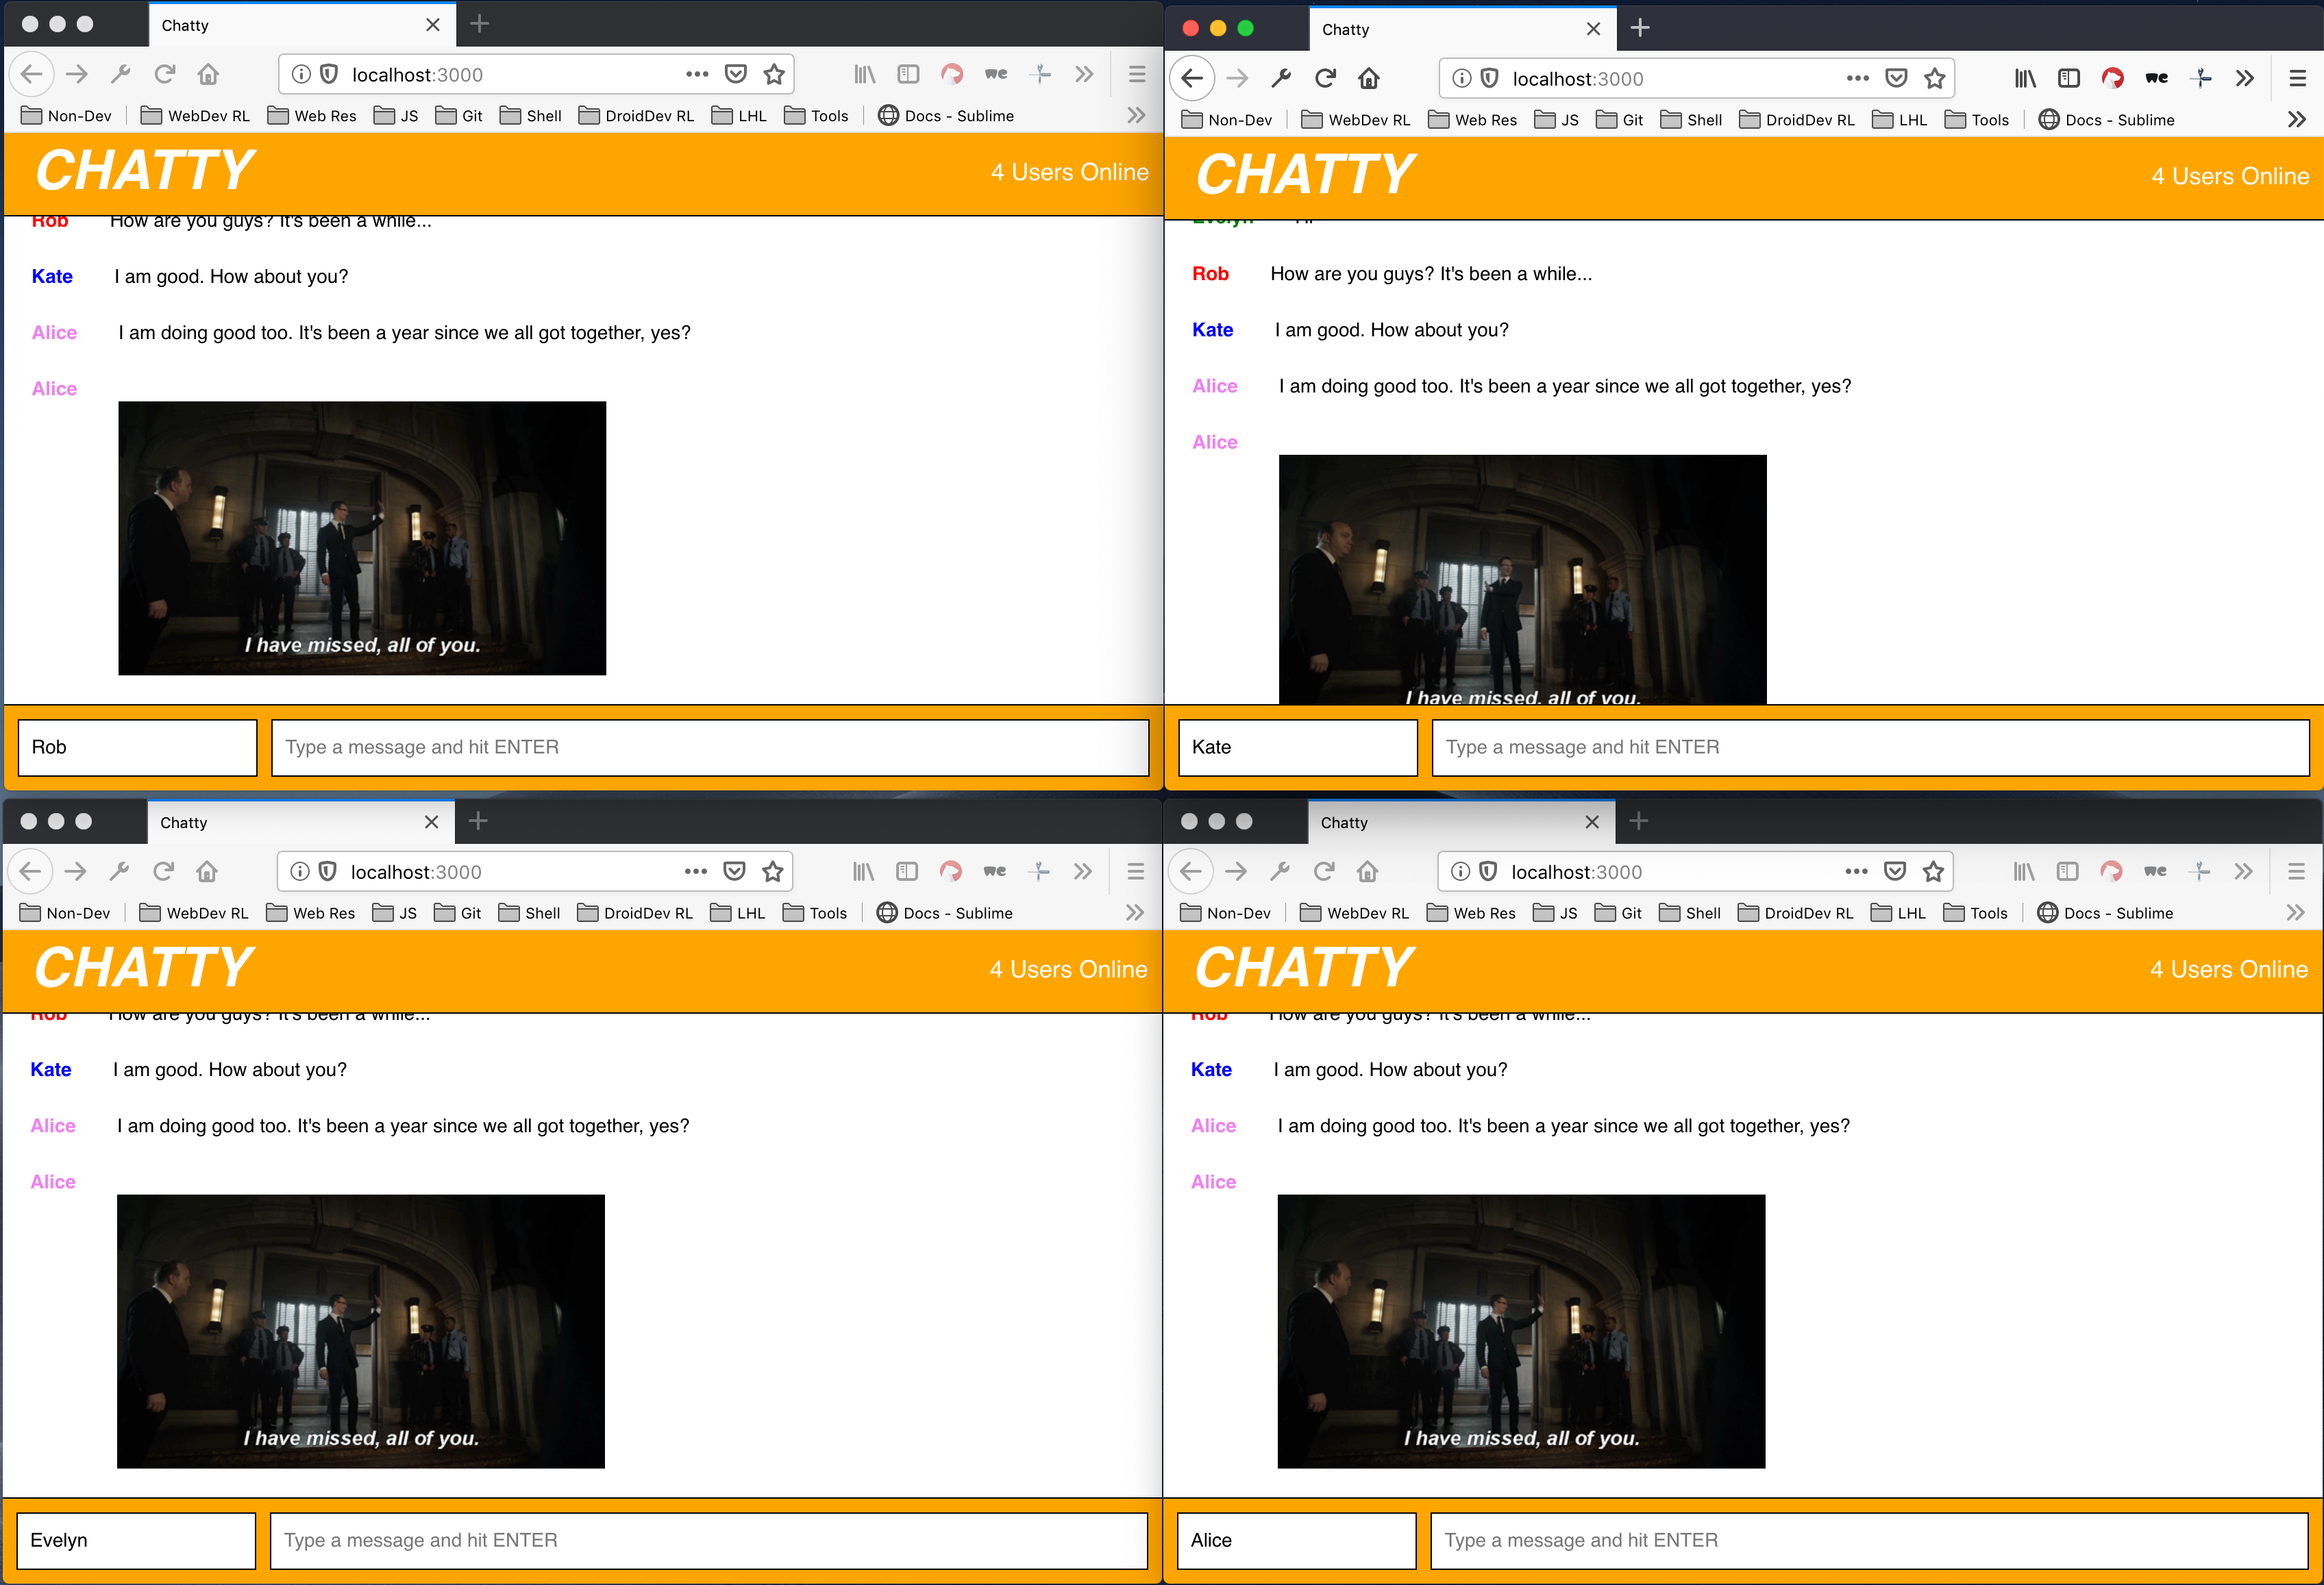 Chatty
localhost:3000
Non-Dev WebDev RL Web Res JS Git Shell DroidDev RL LHL Tools Docs - Sublime
CHATTY 4 Users Online
Rob How are you guys? It's been a while...
Kate I am good. How about you?
Alice I am doing good too. It's been a year since we all got together, yes?
Alice
I have missed, all of you.
Rob Type a message and hit ENTER
Chatty
localhost:3000
we
Non-Dev WebDev RL Web Res JS Git Shell DroidDev RL LHL Tools Docs - Sublime
CHATTY 4 Users Online
Evelyn Hi
Rob How are you guys? It's been a while...
Kate I am good. How about you?
Alice I am doing good too. It's been a year since we all got together, yes?
Alice
I have missed, all of you.
Kate Type a message and hit ENTER
Chatty
localhost:3000
Non-Dev WebDev RL Web Res JS Git Shell DroidDev RL LHL Tools Docs - Sublime
CHATTY 4 Users Online
Rob How are you guys? It's been a while...
Kate I am good. How about you?
Alice I am doing good too. It's been a year since we all got together, yes?
Alice
I have missed, all of you.
Evelyn Type a message and hit ENTER
Chatty
localhost:3000
Non-Dev WebDev RL Web Res JS Git Shell DroidDev RL LHL Tools Docs - Sublime
CHATTY 4 Users Online
Rob How are you guys? It's been a while...
Kate I am good. How about you?
Alice I am doing good too. It's been a year since we all got together, yes?
Alice
I have missed, all of you.
Alice Type a message and hit ENTER